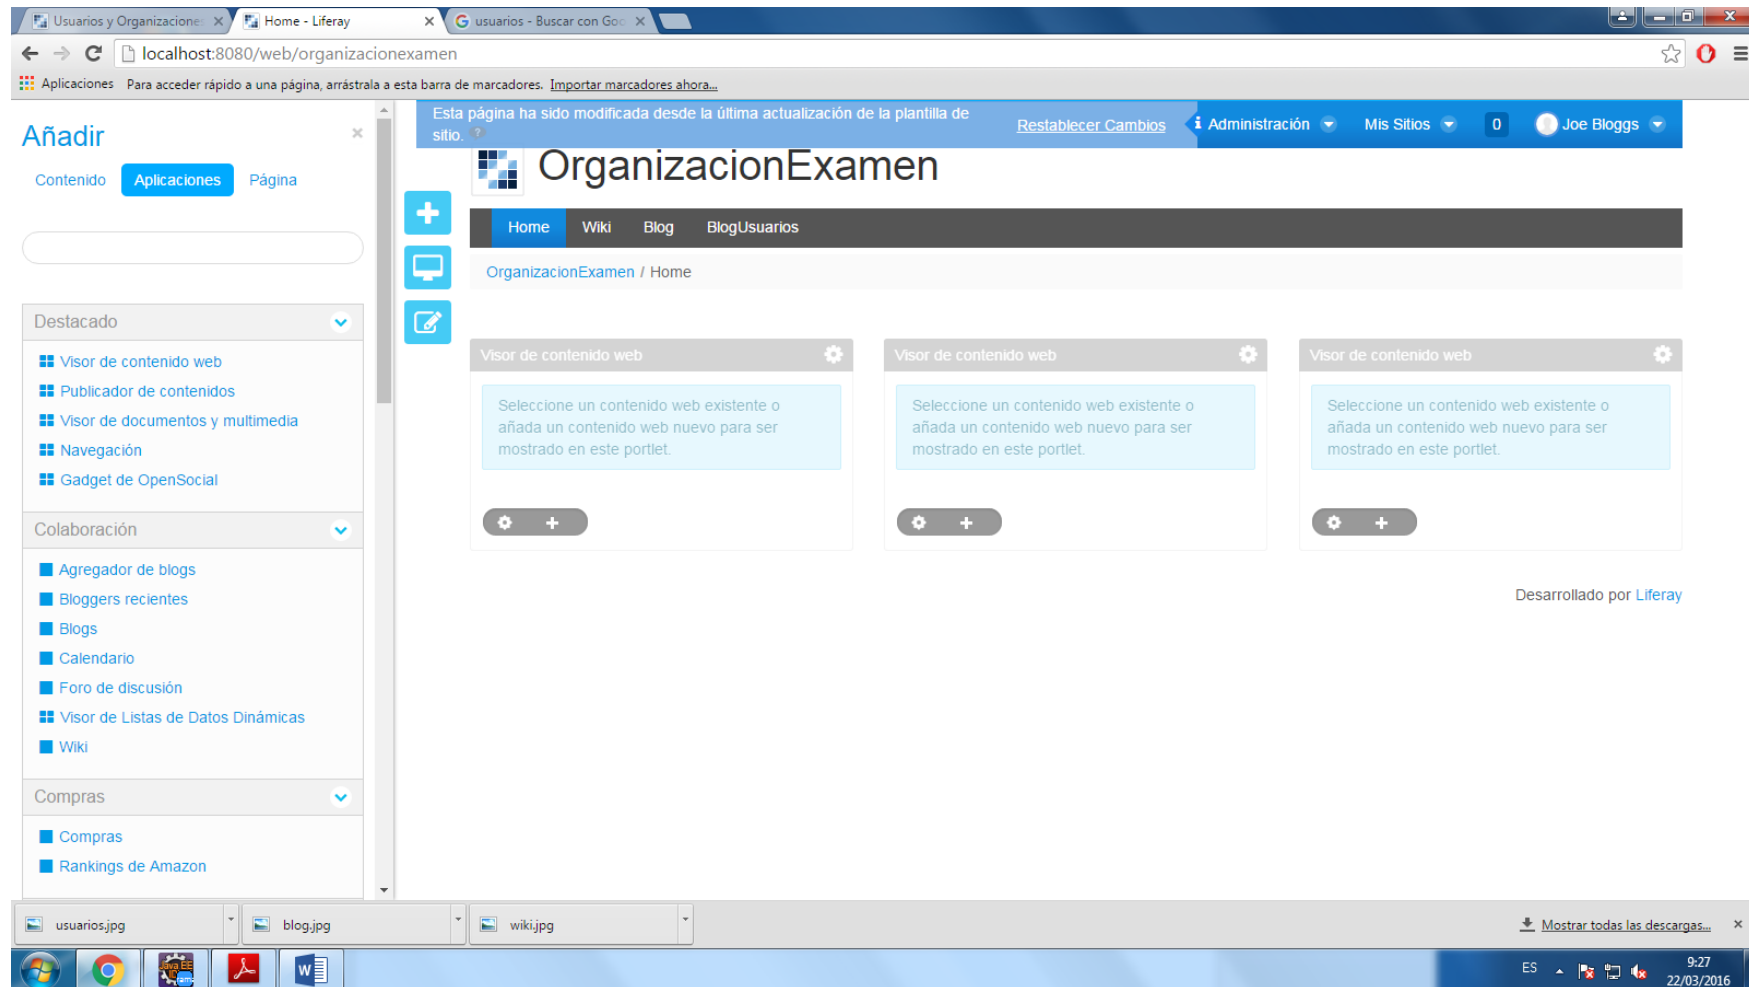 Usuarios y Organizacione
Home - Liferay
usuarios - Buscar con Goo
localhost:8080/web/organizacionexamen
Aplicaciones Para acceder rápido a una página, arrástrala a esta barra de marcadores. Importar marcadores ahora...
Añadir
Contenido Aplicaciones Página
Destacado
Visor de contenido web
Publicador de contenidos
Visor de documentos y multimedia
Navegación
Gadget de OpenSocial
Colaboración
Agregador de blogs
Bloggers recientes
Blogs
Calendario
Foro de discusión
Visor de Listas de Datos Dinámicas
Wiki
Compras
Compras
Rankings de Amazon
Esta página ha sido modificada desde la última actualización de la plantilla de
sitio. ?
Restablecer Cambios
Administración Mis Sitios 0 Joe Bloggs
OrganizacionExamen
Home Wiki Blog BlogUsuarios
OrganizacionExamen / Home
Visor de contenido web
Seleccione un contenido web existente o
añada un contenido web nuevo para ser
mostrado en este portlet.
Visor de contenido web
Seleccione un contenido web existente o
añada un contenido web nuevo para ser
mostrado en este portlet.
Visor de contenido web
Seleccione un contenido web existente o
añada un contenido web nuevo para ser
mostrado en este portlet.
Desarrollado por Liferay
usuarios.jpg
blog.jpg
wiki.jpg
Mostrar todas las descargas...
Java EE
ES
9:27
22/03/2016